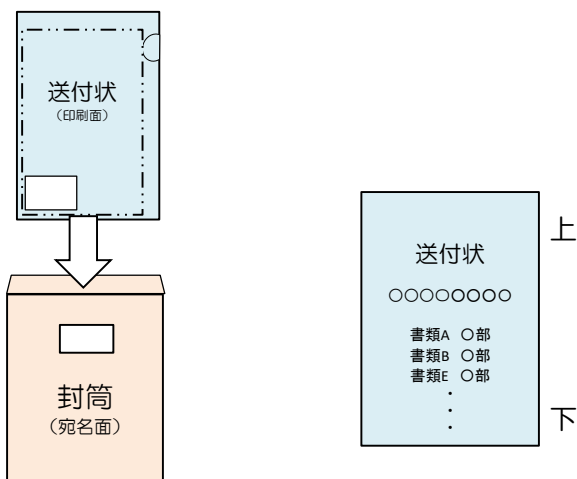 送付状
（印刷面）
封筒
（宛名面）
送付状
○○○○○○○○
書類A ○部
書類B ○部
書類E ○部
・
・
・
上
下